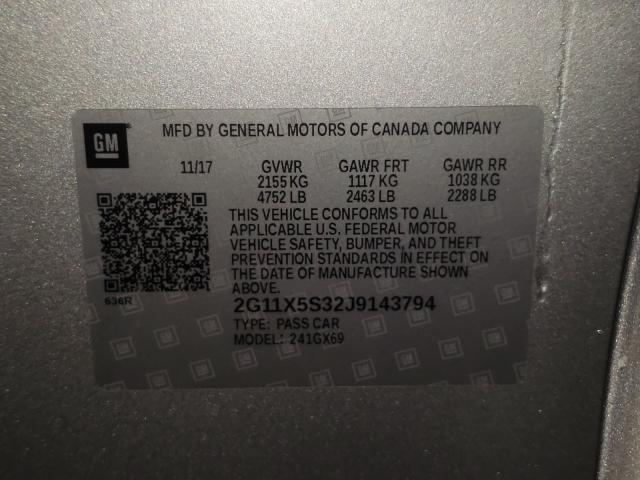 GM
MFD BY GENERAL MOTORS OF CANADA COMPANY
11/17 GVWR GAWR FRT GAWR RR
2155 KG 1117 KG 1038 KG
4752 LB 2463 LB 2288 LB
THIS VEHICLE CONFORMS TO ALL
APPLICABLE U.S. FEDERAL MOTOR
VEHICLE SAFETY, BUMPER, AND THEFT
PREVENTION STANDARDS IN EFFECT ON
THE DATE OF MANUFACTURE SHOWN
ABOVE.
636R
2G11X5S32J9143794
TYPE: PASS CAR
MODEL: 241GX69